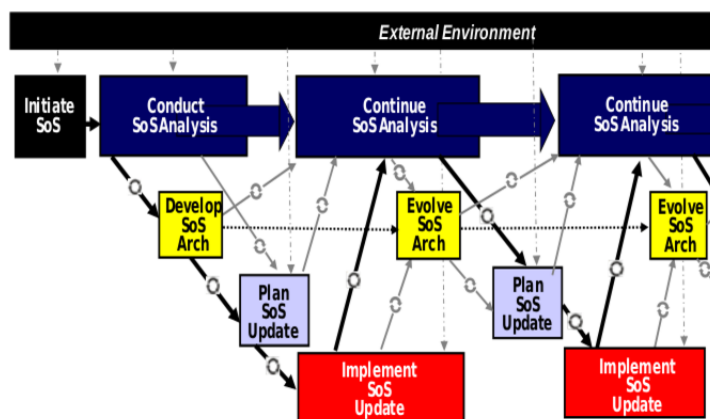 External Environment
Initiate
SoS
Conduct
SoS Analysis
Continue
SoS Analysis
Continue
SoS Analysis
Develop
SoS
Arch
Evolve
SoS
Arch
Evolve
SoS
Arch
Plan
SoS
Update
Plan
SoS
Update
Implement
SoS
Update
Implement
SoS
Update